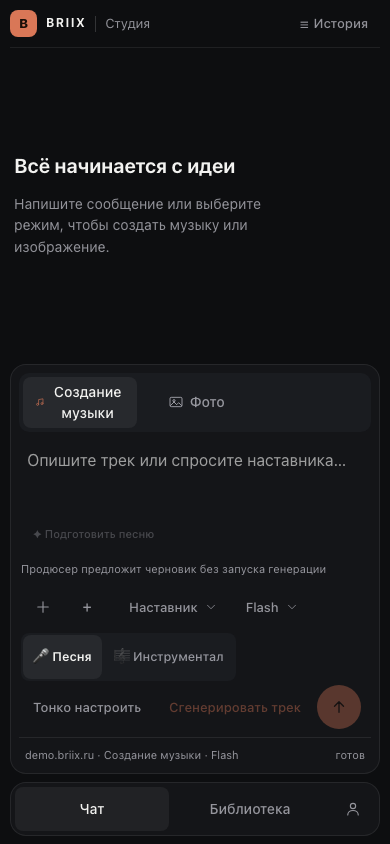 B BRIIX Студия ≡ История
Всё начинается с идеи
Напишите сообщение или выберите
режим, чтобы создать музыку или
изображение.
Создание
музыки
Фото
Опишите трек или спросите наставника...
✦ Подготовить песню
Продюсер предложит черновик без запуска генерации
+ + Наставник Flash
🎤 Песня 🎼 Инструментал
Тонко настроить Сгенерировать трек ↑
demo.briix.ru · Создание музыки · Flash готов
Чат Библиотека